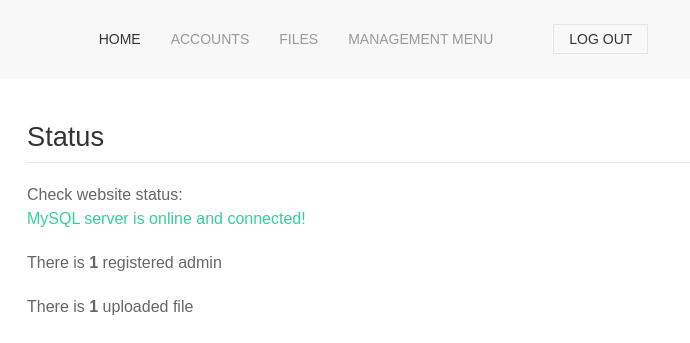 HOME ACCOUNTS FILES MANAGEMENT MENU LOG OUT
Status
Check website status:
MySQL server is online and connected!
There is 1 registered admin
There is 1 uploaded file